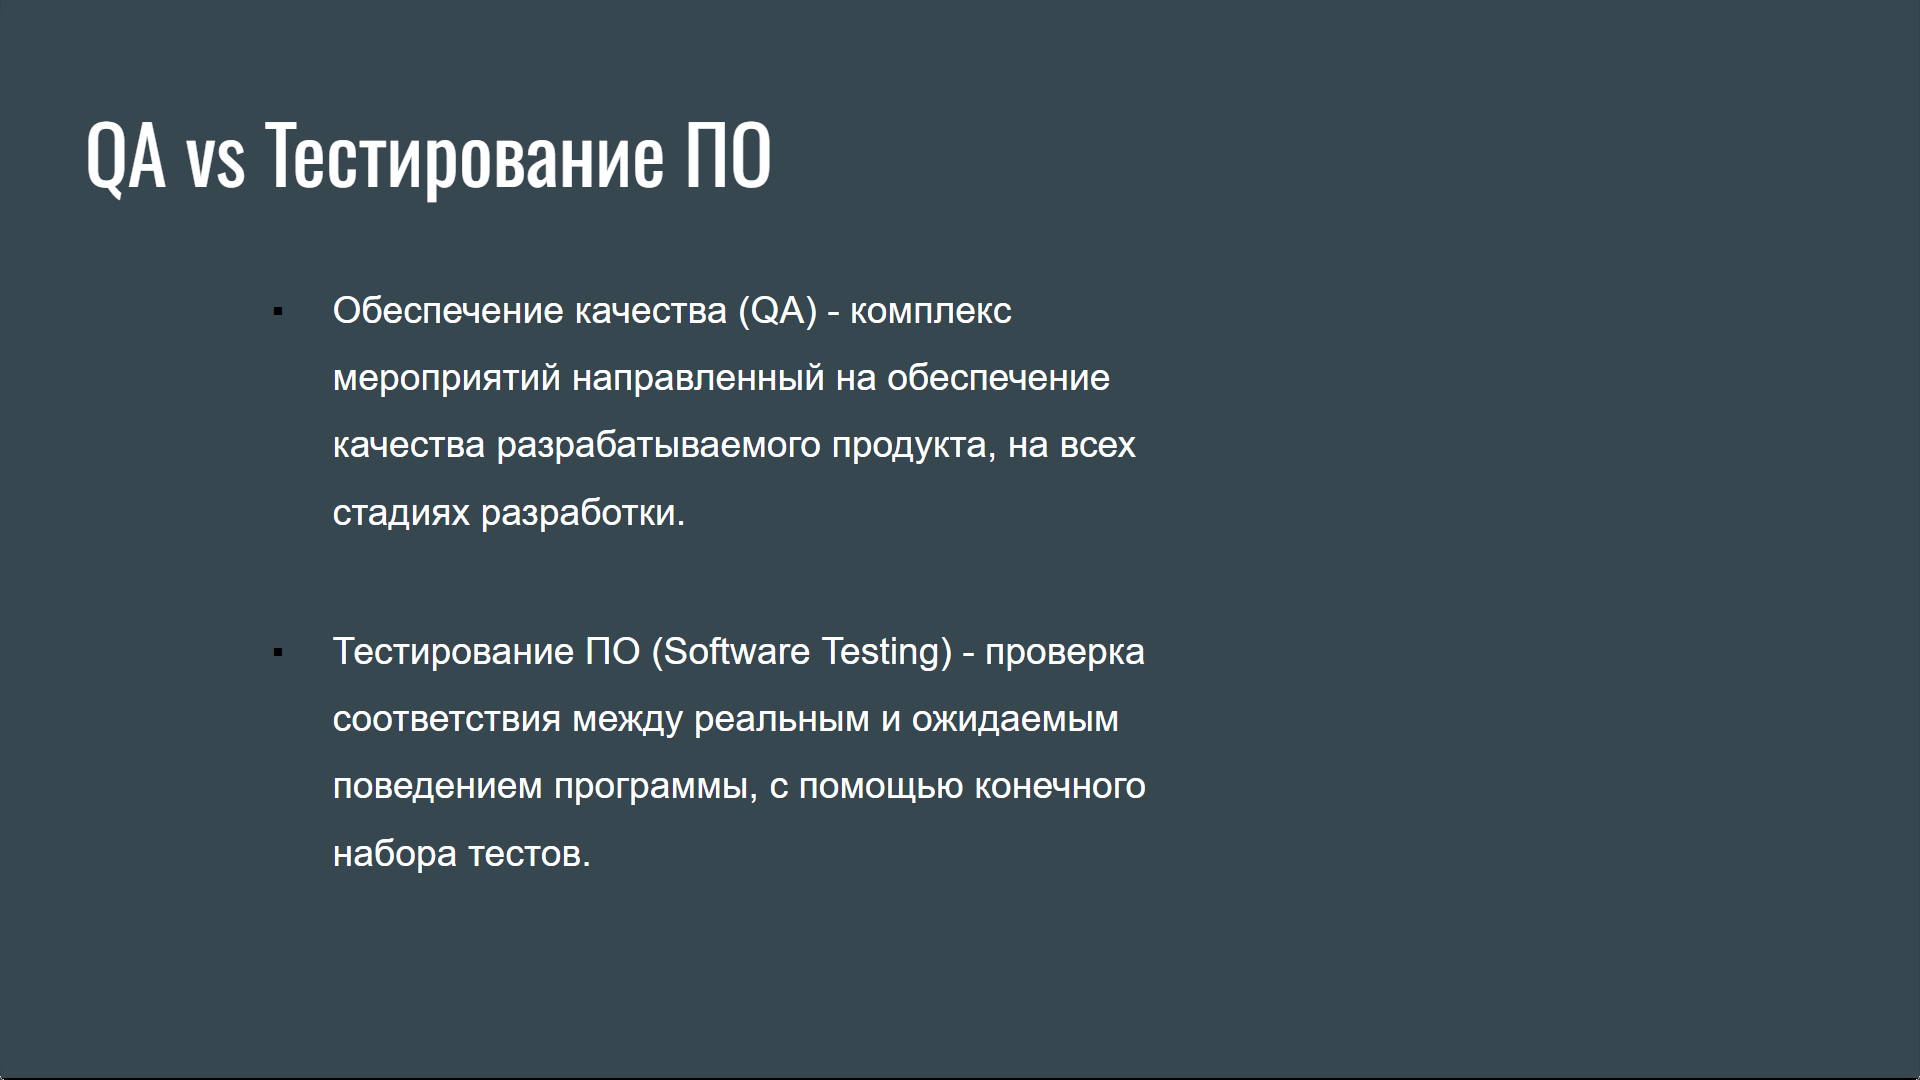 QA vs Тестирование ПО
▪ Обеспечение качества (QA) - комплекс
мероприятий направленный на обеспечение
качества разрабатываемого продукта, на всех
стадиях разработки.
▪ Тестирование ПО (Software Testing) - проверка
соответствия между реальным и ожидаемым
поведением программы, с помощью конечного
набора тестов.